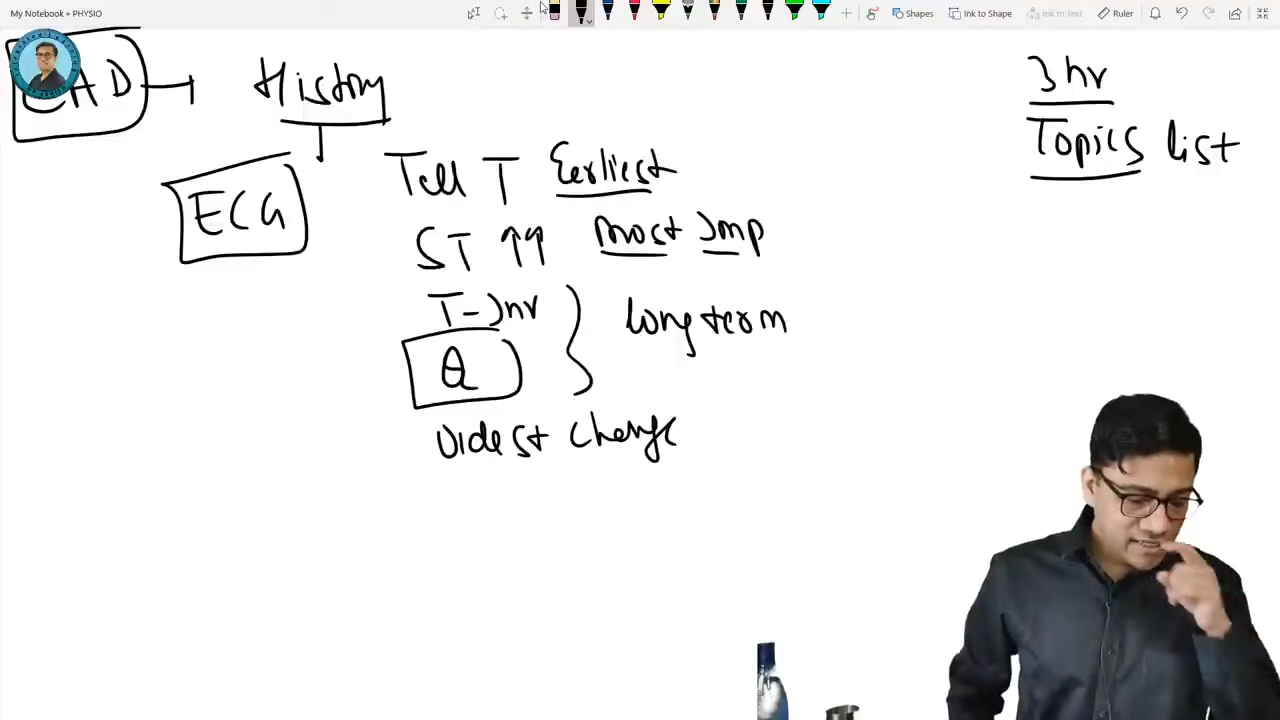 My Notebook » PHYSIO
Shapes
Ink to Shape
Ink to Text
Ruler
CAD
History
3 hr
Topics list
ECG
Tall T Earliest
ST ↑↑ most Imp
T-Inv
long term
Q
oldest change